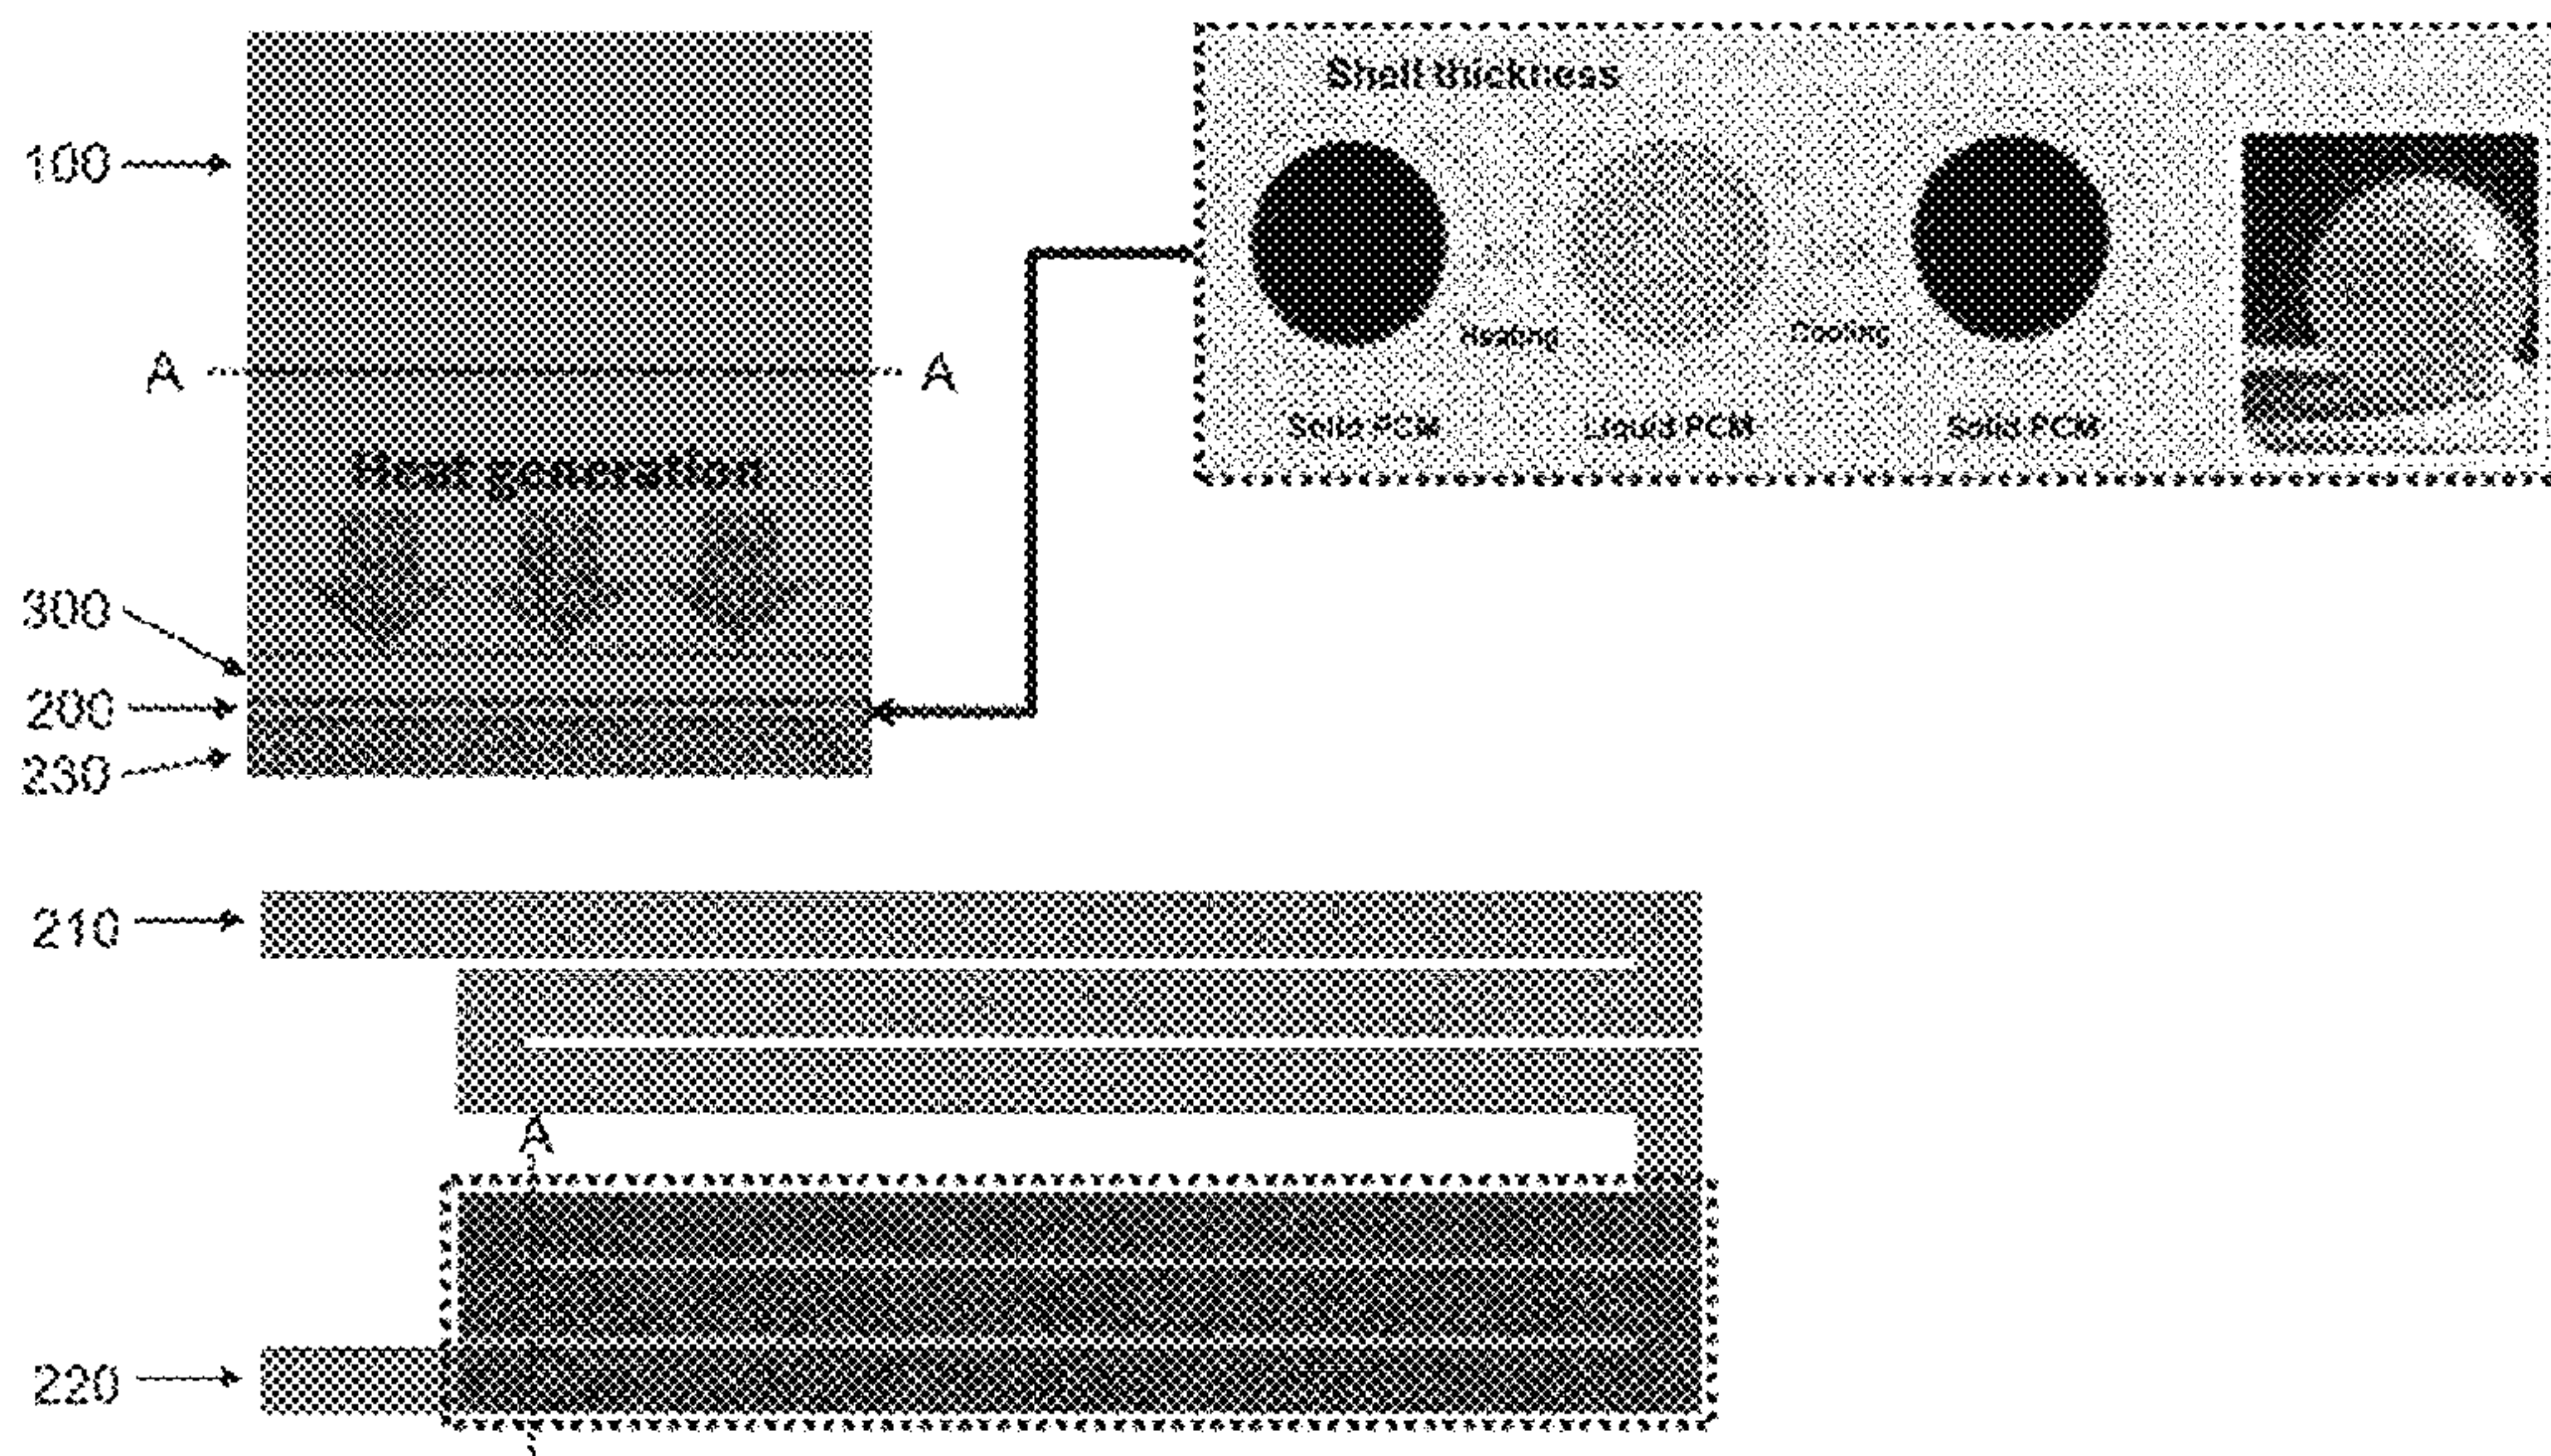 100
A A
Heat generation
300
200
230
Shell thickness
Heating
Cooling
Solid PCM
Liquid PCM
Solid PCM
210
A
220